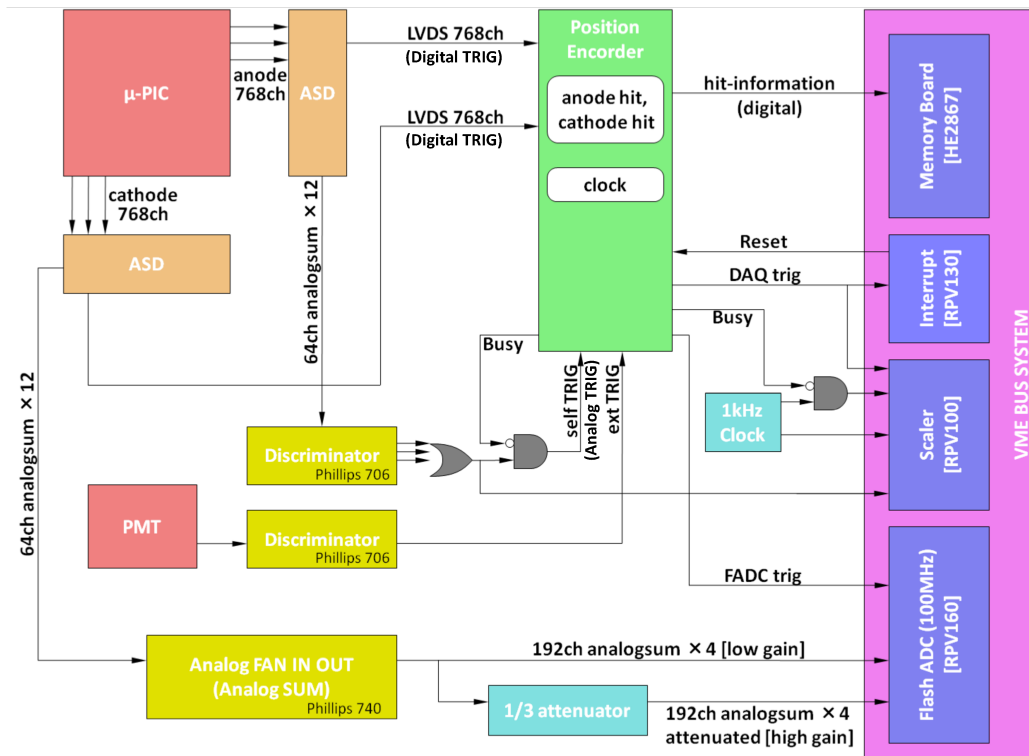 μ-PIC
anode
768ch
ASD
LVDS 768ch
(Digital TRIG)
LVDS 768ch
(Digital TRIG)
Position
Encorder
anode hit,
cathode hit
clock
hit-information
(digital)
Memory Board
[HE2867]
cathode
768ch
ASD
64ch analogsum ×12
64ch analogsum ×12
Reset
DAQ trig
Busy
Interrupt
[RPV130]
VME BUS SYSTEM
Busy
self TRIG
(Analog TRIG)
ext TRIG
1kHz
Clock
Scaler
[RPV100]
Discriminator
Phillips 706
PMT
Discriminator
Phillips 706
FADC trig
Flash ADC (100MHz)
[RPV160]
Analog FAN IN OUT
(Analog SUM)
Phillips 740
192ch analogsum ×4 [low gain]
1/3 attenuator
192ch analogsum ×4
attenuated [high gain]